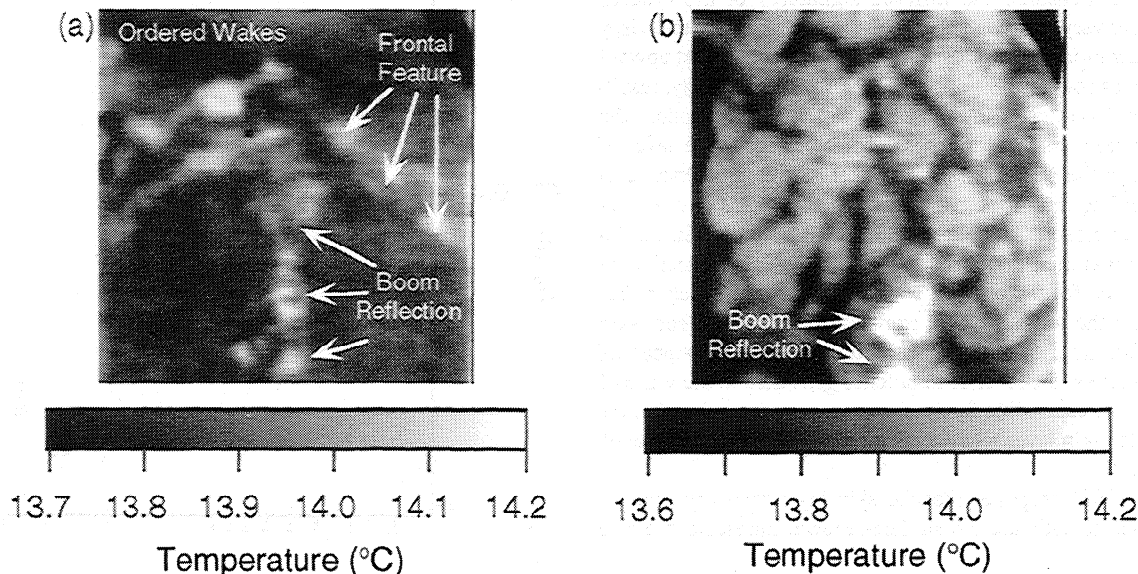 (a)
Ordered Wakes
Frontal
Feature
Boom
Reflection
13.7 13.8 13.9 14.0 14.1 14.2
Temperature (°C)
(b)
Boom
Reflection
13.6 13.8 14.0 14.2
Temperature (°C)